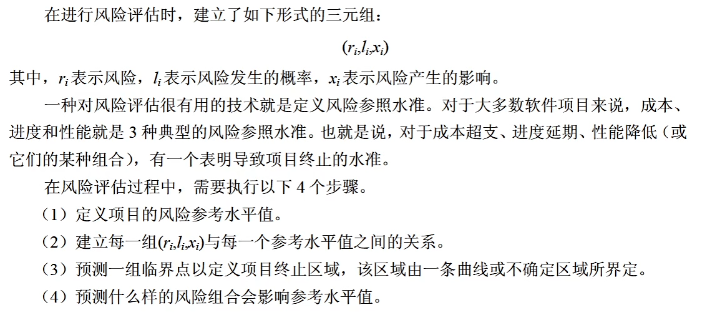 在进行风险评估时，建立了如下形式的三元组：
(ri,li,xi)
其中，ri表示风险，li表示风险发生的概率，xi表示风险产生的影响。
一种对风险评估很有用的技术就是定义风险参照水准。对于大多数软件项目来说，成本、
进度和性能就是3种典型的风险参照水准。也就是说，对于成本超支、进度延期、性能降低（或
它们的某种组合），有一个表明导致项目终止的水准。
在风险评估过程中，需要执行以下4个步骤。
（1）定义项目的风险参考水平值。
（2）建立每一组(ri,li,xi)与每一个参考水平值之间的关系。
（3）预测一组临界点以定义项目终止区域，该区域由一条曲线或不确定区域所界定。
（4）预测什么样的风险组合会影响参考水平值。